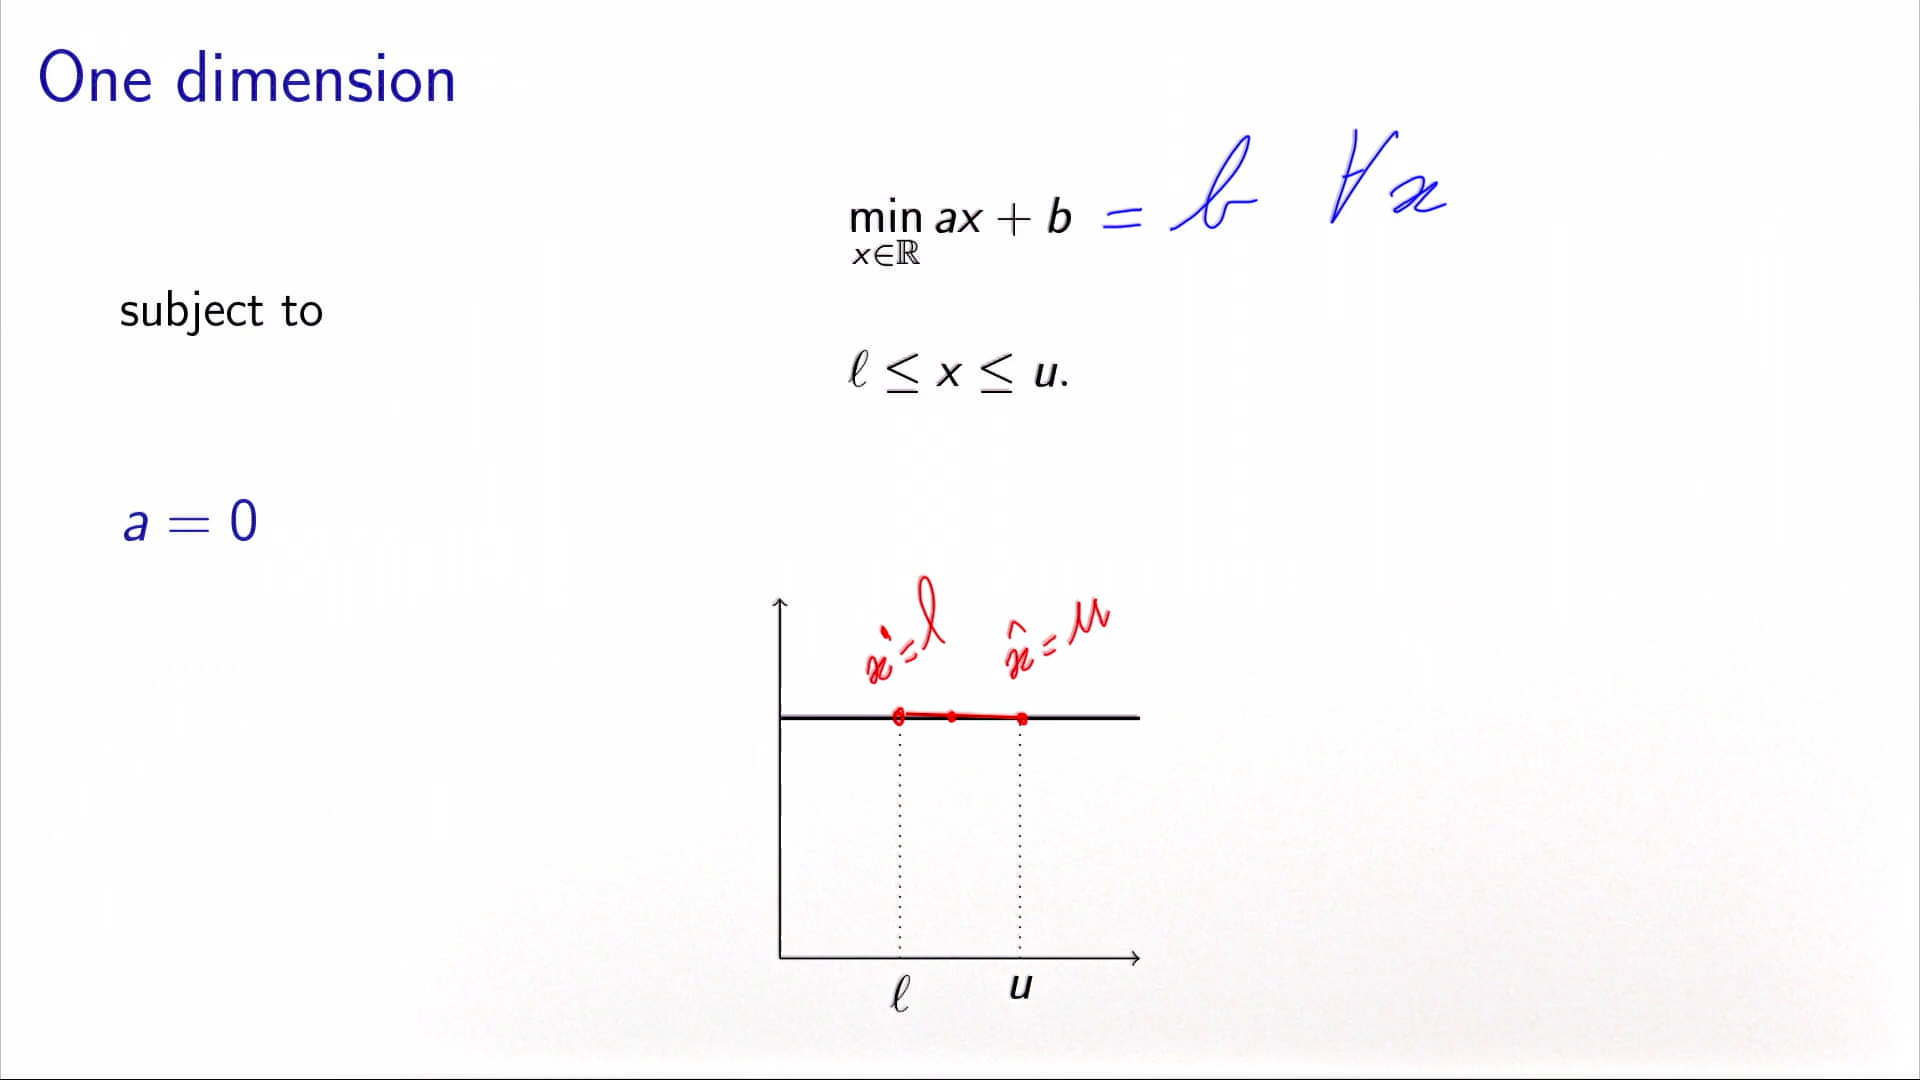 One dimension
min ax + b = b ∀x
x∈ℝ
subject to
ℓ ≤ x ≤ u.
a = 0
x* = l x̂ = u
ℓ u